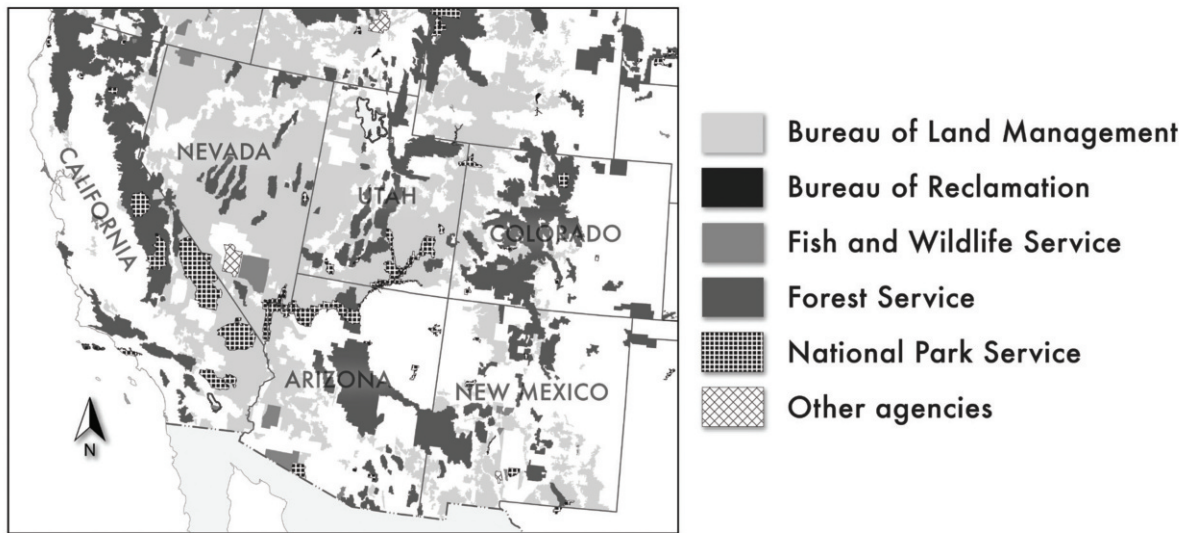 NEVADA
CALIFORNIA
UTAH
COLORADO
ARIZONA
NEW MEXICO
N
Bureau of Land Management
Bureau of Reclamation
Fish and Wildlife Service
Forest Service
National Park Service
Other agencies